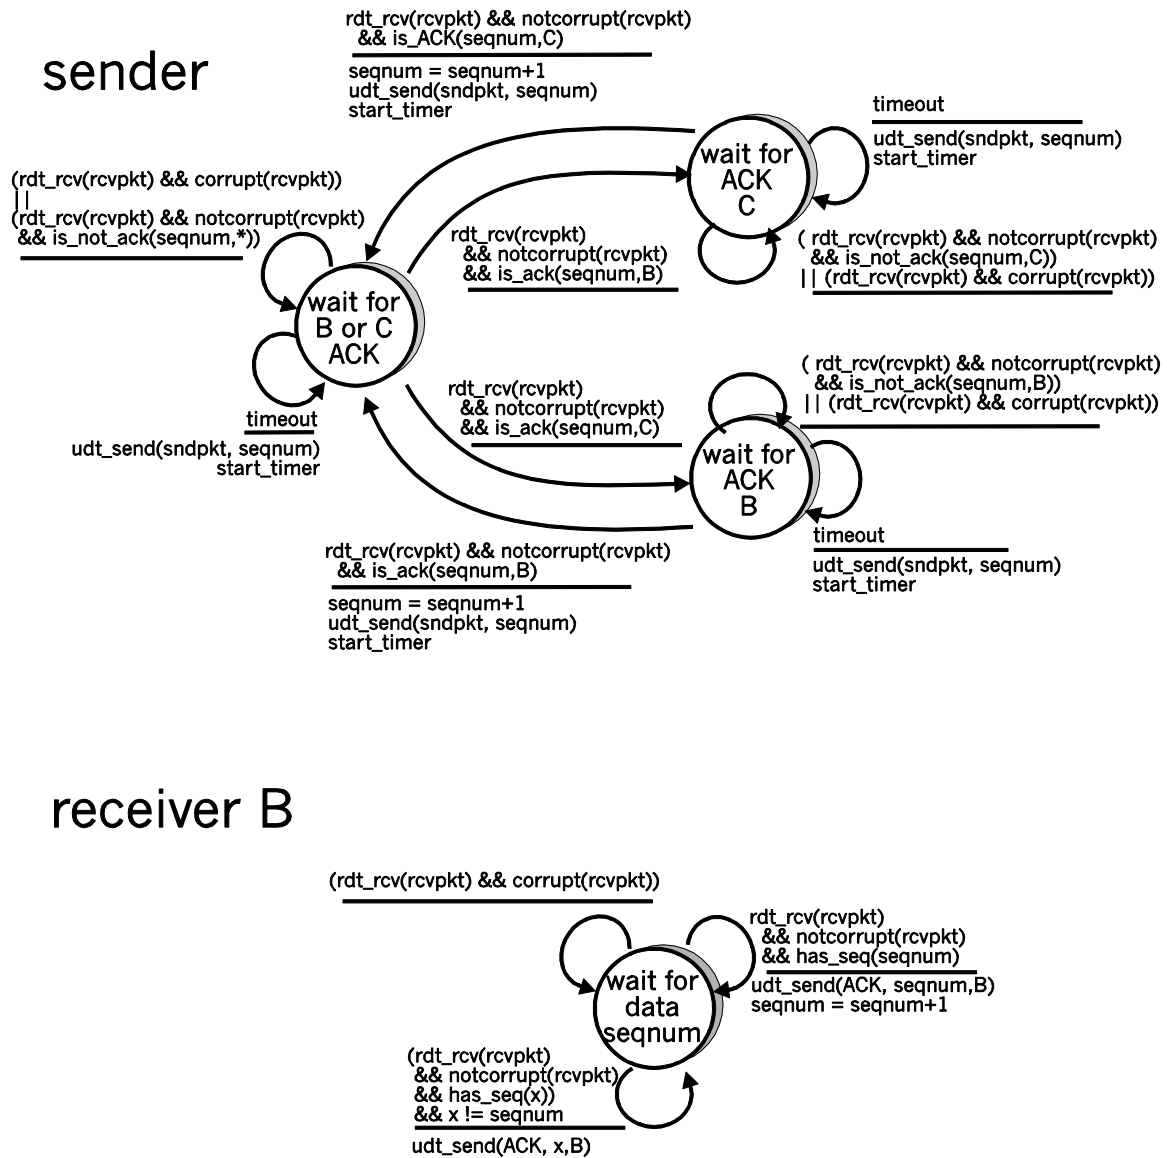 rdt_rcv(rcvpkt) && notcorrupt(rcvpkt)
&& is_ACK(seqnum,C)
seqnum = seqnum+1
udt_send(sndpkt, seqnum)
start_timer
sender
timeout
udt_send(sndpkt, seqnum)
start_timer
wait for
ACK
C
(rdt_rcv(rcvpkt) && corrupt(rcvpkt))
||
(rdt_rcv(rcvpkt) && notcorrupt(rcvpkt)
&& is_not_ack(seqnum,*))
rdt_rcv(rcvpkt)
&& notcorrupt(rcvpkt)
&& is_ack(seqnum,B)
( rdt_rcv(rcvpkt) && notcorrupt(rcvpkt)
&& is_not_ack(seqnum,C))
|| (rdt_rcv(rcvpkt) && corrupt(rcvpkt))
wait for
B or C
ACK
timeout
udt_send(sndpkt, seqnum)
start_timer
rdt_rcv(rcvpkt)
&& notcorrupt(rcvpkt)
&& is_ack(seqnum,C)
( rdt_rcv(rcvpkt) && notcorrupt(rcvpkt)
&& is_not_ack(seqnum,B))
|| (rdt_rcv(rcvpkt) && corrupt(rcvpkt))
wait for
ACK
B
timeout
udt_send(sndpkt, seqnum)
start_timer
rdt_rcv(rcvpkt) && notcorrupt(rcvpkt)
&& is_ack(seqnum,B)
seqnum = seqnum+1
udt_send(sndpkt, seqnum)
start_timer
receiver B
(rdt_rcv(rcvpkt) && corrupt(rcvpkt))
rdt_rcv(rcvpkt)
&& notcorrupt(rcvpkt)
&& has_seq(seqnum)
udt_send(ACK, seqnum,B)
seqnum = seqnum+1
wait for
data
seqnum
(rdt_rcv(rcvpkt)
&& notcorrupt(rcvpkt)
&& has_seq(x))
&& x != seqnum
udt_send(ACK, x,B)